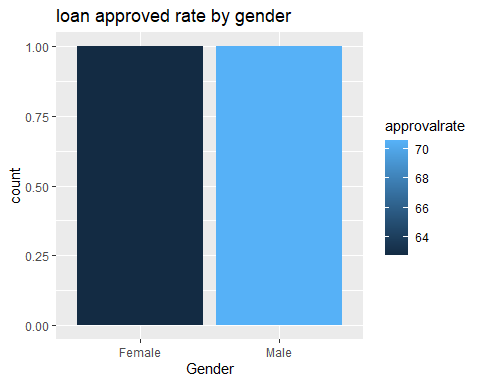 loan approved rate by gender
1.00
0.75
0.50
0.25
0.00
count
Female Male
Gender
approvalrate
70
68
66
64